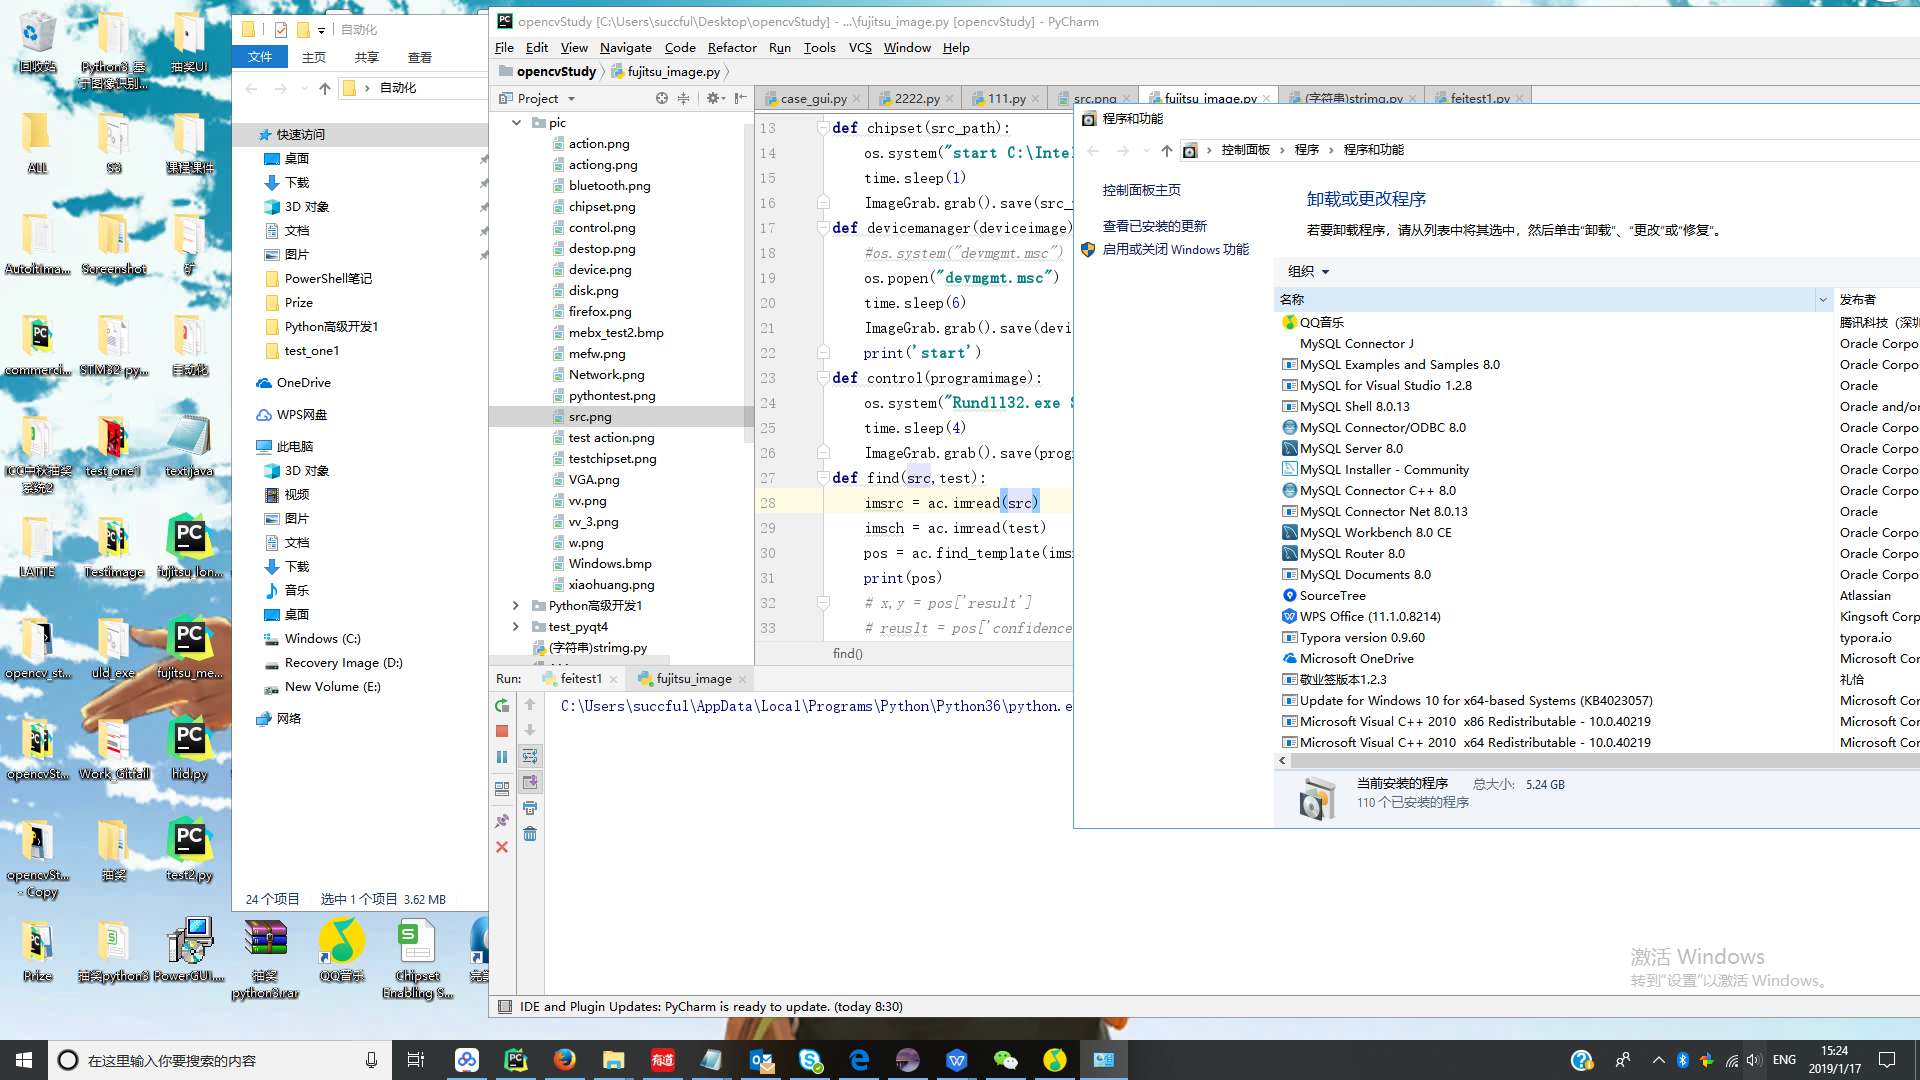 回收站
Python3_基
于图像识别...
抽奖UI
ALL
S3
课程课件
AutoitIma...
Screenshot
矿
commerci...
STM32-py...
自动化
ICC中秋抽奖
系统2
test_one1
text.java
LATTE
TestImage
fujitsu_lon...
opencv_st...
uld_exe
fujitsu_me...
opencvSt...
Work_Gitfail
hid.py
opencvSt...
- Copy
抽奖
test2.py
Prize
抽奖python3
PowerGUI....
抽奖
python3.rar
QQ音乐
Chipset
Enabling S...
自动化
文件
主页
共享
查看
自动化
快速访问
桌面
下载
3D 对象
文档
图片
PowerShell笔记
Prize
Python高级开发1
test_one1
OneDrive
WPS网盘
此电脑
3D 对象
视频
图片
文档
下载
音乐
桌面
Windows (C:)
Recovery Image (D:)
New Volume (E:)
网络
24 个项目
选中 1 个项目 3.62 MB
opencvStudy [C:\Users\succful\Desktop\opencvStudy] - ...\fujitsu_image.py [opencvStudy] - PyCharm
File Edit View Navigate Code Refactor Run Tools VCS Window Help
opencvStudy
fujitsu_image.py
Project
case_gui.py
2222.py
111.py
src.png
fujitsu_image.py
(字符串)strimg.py
feitest1.py
pic
action.png
actiong.png
bluetooth.png
chipset.png
control.png
destop.png
device.png
disk.png
firefox.png
mebx_test2.bmp
mefw.png
Network.png
pythontest.png
src.png
test action.png
testchipset.png
VGA.png
vv.png
vv_3.png
w.png
Windows.bmp
xiaohuang.png
Python高级开发1
test_pyqt4
(字符串)strimg.py
13 def chipset(src_path):
14 os.system("start C:\Intel
15 time.sleep(1)
16 ImageGrab.grab().save(src_
17 def devicemanager(deviceimage)
18 #os.system("devmgmt.msc")
19 os.popen("devmgmt.msc")
20 time.sleep(6)
21 ImageGrab.grab().save(devi
22 print('start')
23 def control(programimage):
24 os.system("Rundll32.exe S
25 time.sleep(4)
26 ImageGrab.grab().save(prog
27 def find(src,test):
28 imsrc = ac.imread(src)
29 imsch = ac.imread(test)
30 pos = ac.find_template(ims
31 print(pos)
32 # x,y = pos['result']
33 # reuslt = pos['confidence
find()
Run:
feitest1
fujitsu_image
C:\Users\succful\AppData\Local\Programs\Python\Python36\python.e
IDE and Plugin Updates: PyCharm is ready to update. (today 8:30)
程序和功能
控制面板
程序
程序和功能
控制面板主页
查看已安装的更新
启用或关闭 Windows 功能
卸载或更改程序
若要卸载程序，请从列表中将其选中，然后单击“卸载”、“更改”或“修复”。
组织
名称
发布者
QQ音乐 腾讯科技（深圳
MySQL Connector J Oracle Corpo
MySQL Examples and Samples 8.0 Oracle Corpo
MySQL for Visual Studio 1.2.8 Oracle
MySQL Shell 8.0.13 Oracle and/or
MySQL Connector/ODBC 8.0 Oracle Corpo
MySQL Server 8.0 Oracle Corpo
MySQL Installer - Community Oracle Corpo
MySQL Connector C++ 8.0 Oracle Corpo
MySQL Connector Net 8.0.13 Oracle
MySQL Workbench 8.0 CE Oracle Corpo
MySQL Router 8.0 Oracle Corpo
MySQL Documents 8.0 Oracle Corpo
SourceTree Atlassian
WPS Office (11.1.0.8214) Kingsoft Corp
Typora version 0.9.60 typora.io
Microsoft OneDrive Microsoft Cor
敬业签版本1.2.3 礼恰
Update for Windows 10 for x64-based Systems (KB4023057) Microsoft Cor
Microsoft Visual C++ 2010 x86 Redistributable - 10.0.40219 Microsoft Cor
Microsoft Visual C++ 2010 x64 Redistributable - 10.0.40219 Microsoft Cor
当前安装的程序 总大小: 5.24 GB
110 个已安装的程序
激活 Windows
转到“设置”以激活 Windows。
在这里输入你要搜索的内容
有道
ENG
15:24
2019/1/17